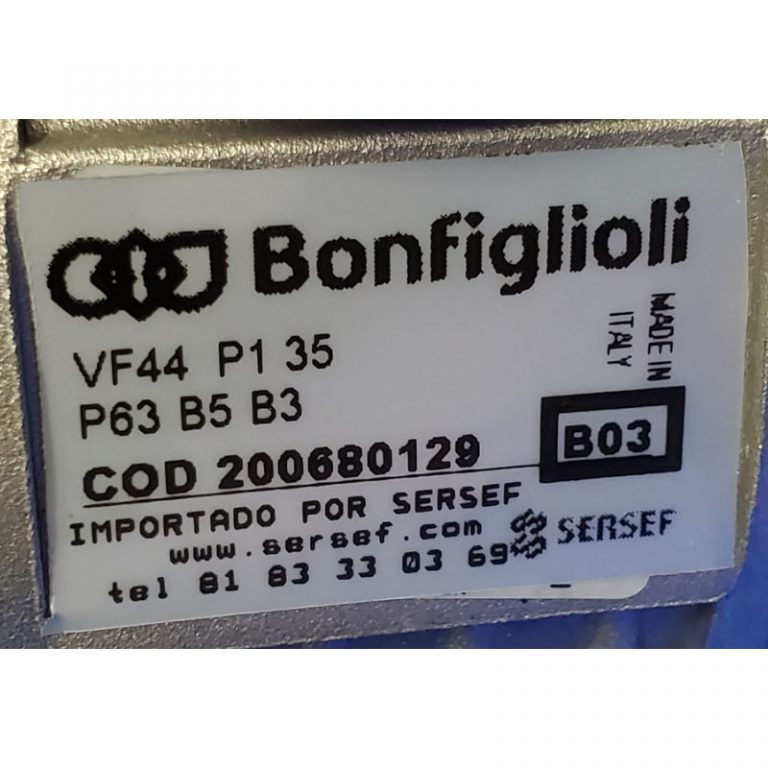 Bonfiglioli
MADE IN
ITALY
VF44 P1 35
P63 B5 B3
COD 200680129
B03
IMPORTADO POR SERSEF
www.sersef.com
SERSEF
tel 81 83 33 03 69